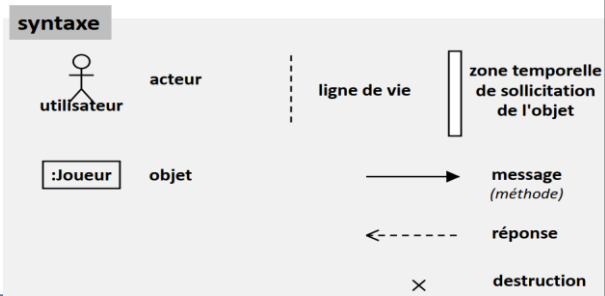 syntaxe
utilisateur
acteur
ligne de vie
zone temporelle
de sollicitation
de l'objet
:Joueur
objet
message
(méthode)
réponse
destruction